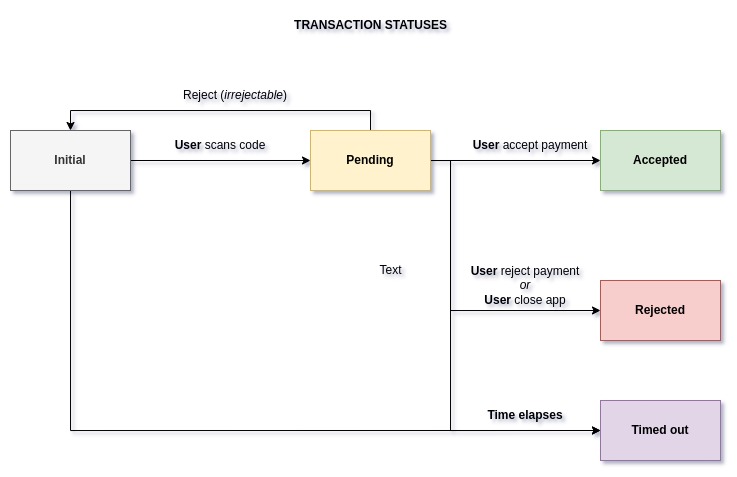 TRANSACTION STATUSES
Reject (irrejectable)
Initial
User scans code
Pending
User accept payment
Accepted
Text
User reject payment
or
User close app
Rejected
Time elapses
Timed out